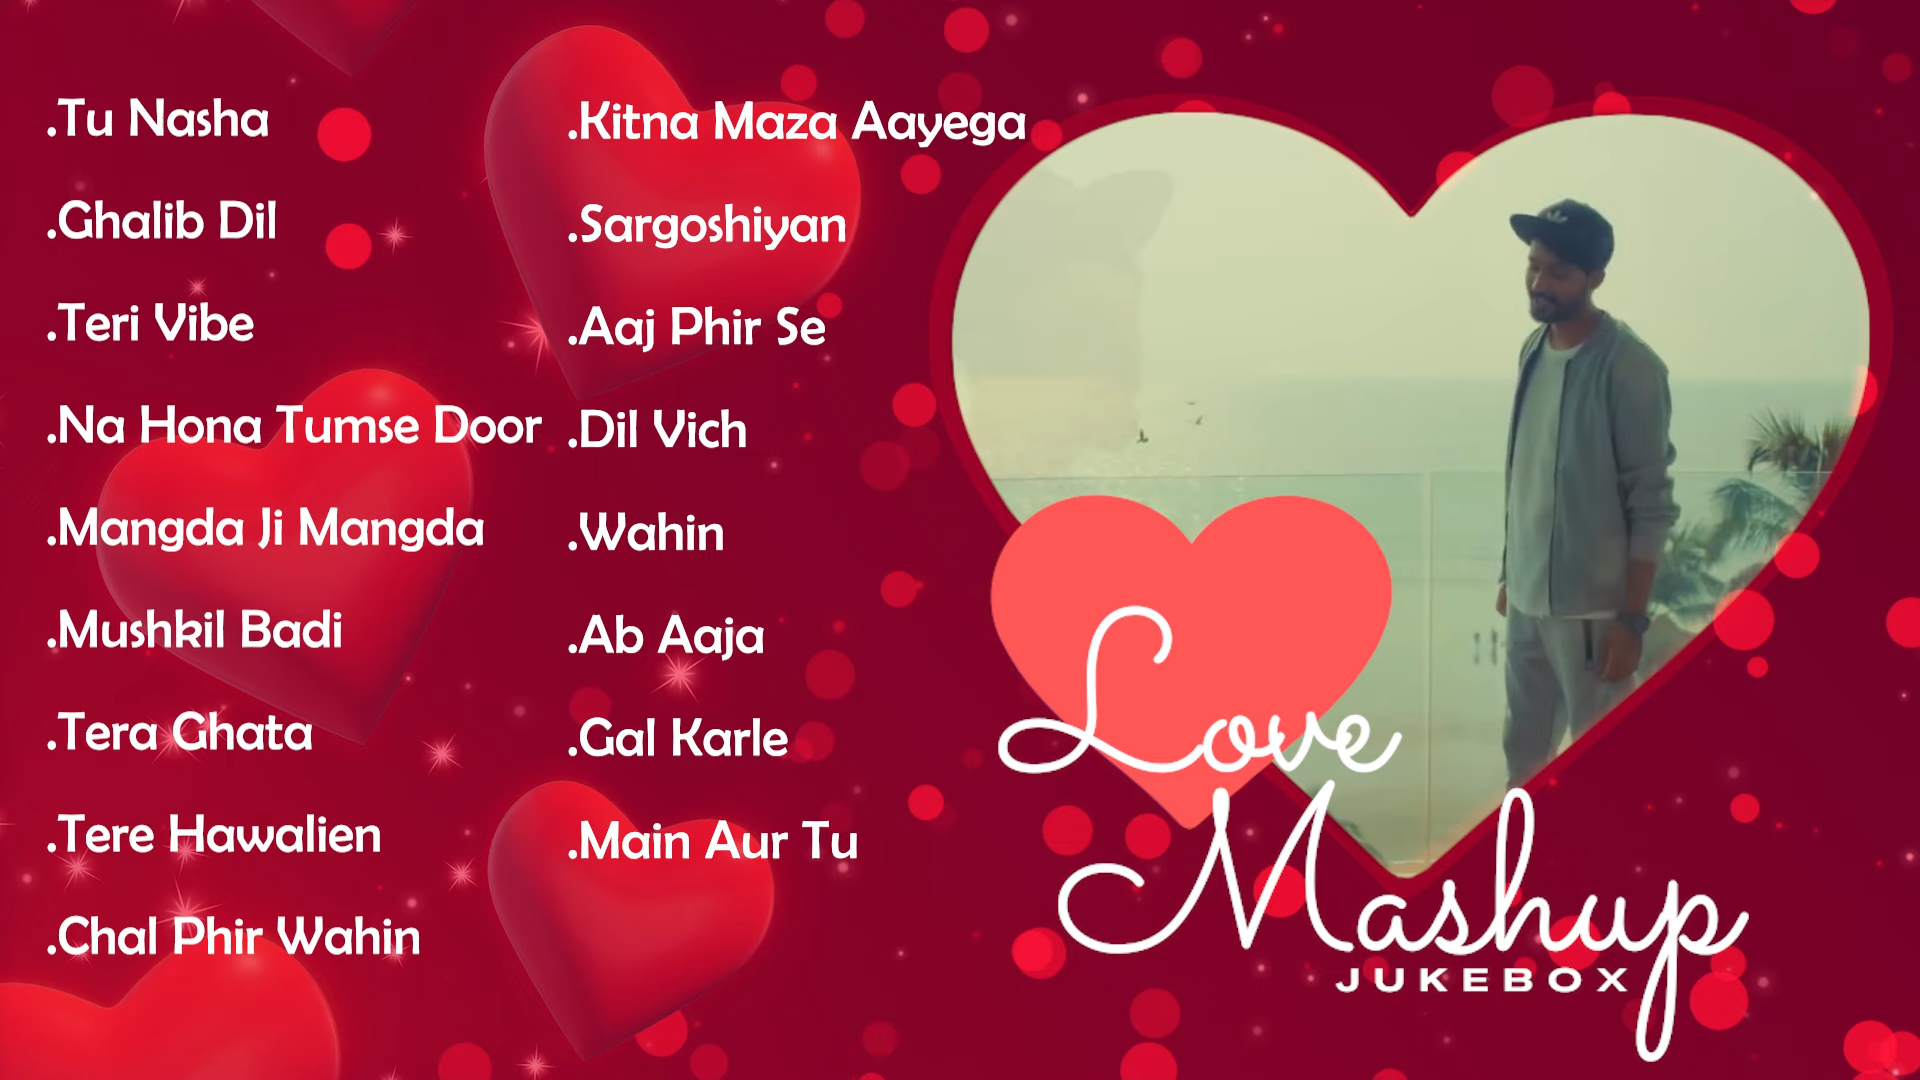 .Tu Nasha
.Ghalib Dil
.Teri Vibe
.Na Hona Tumse Door
.Mangda Ji Mangda
.Mushkil Badi
.Tera Ghata
.Tere Hawalien
.Chal Phir Wahin
.Kitna Maza Aayega
.Sargoshiyan
.Aaj Phir Se
.Dil Vich
.Wahin
.Ab Aaja
.Gal Karle
.Main Aur Tu
Love
Mashup
JUKEBOX